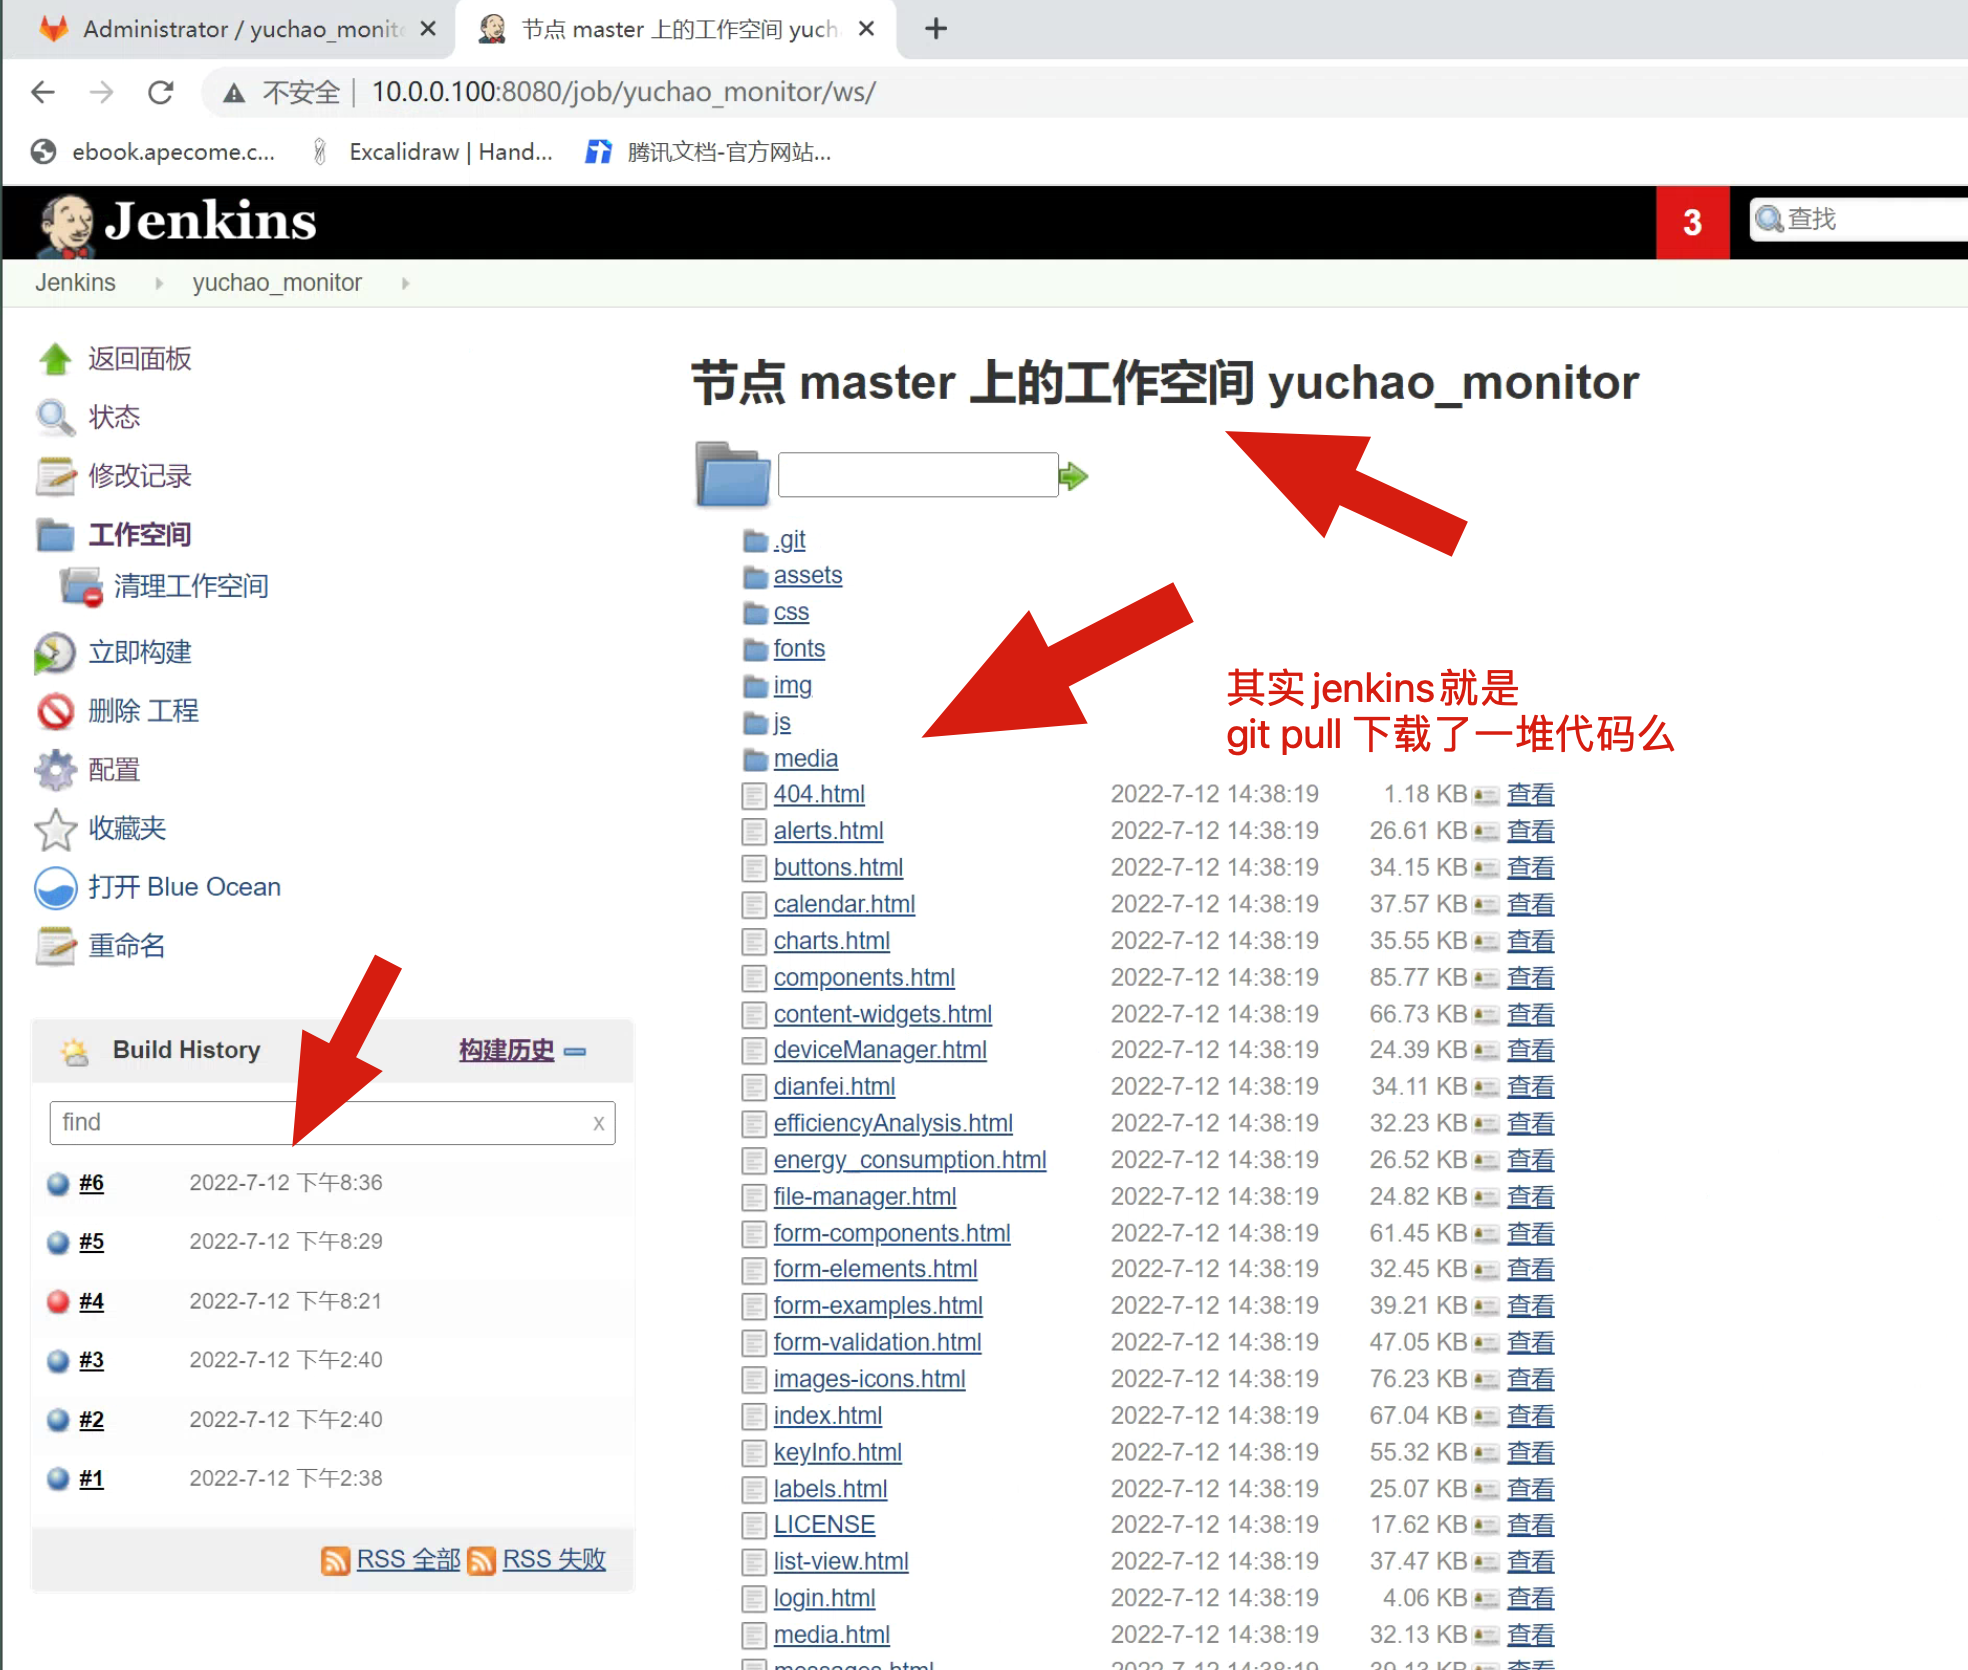 Administrator / yuchao_monito
节点 master 上的工作空间 yuch
不安全 | 10.0.0.100:8080/job/yuchao_monitor/ws/
ebook.apecome.c...
Excalidraw | Hand...
腾讯文档-官方网站...
Jenkins
3
查找
Jenkins
yuchao_monitor
返回面板
状态
修改记录
工作空间
清理工作空间
立即构建
删除 工程
配置
收藏夹
打开 Blue Ocean
重命名
Build History 构建历史
find x
#6 2022-7-12 下午8:36
#5 2022-7-12 下午8:29
#4 2022-7-12 下午8:21
#3 2022-7-12 下午2:40
#2 2022-7-12 下午2:40
#1 2022-7-12 下午2:38
RSS 全部 RSS 失败
节点 master 上的工作空间 yuchao_monitor
.git
assets
css
fonts
img
js
media
其实jenkins就是
git pull 下载了一堆代码么
404.html 2022-7-12 14:38:19 1.18 KB 查看
alerts.html 2022-7-12 14:38:19 26.61 KB 查看
buttons.html 2022-7-12 14:38:19 34.15 KB 查看
calendar.html 2022-7-12 14:38:19 37.57 KB 查看
charts.html 2022-7-12 14:38:19 35.55 KB 查看
components.html 2022-7-12 14:38:19 85.77 KB 查看
content-widgets.html 2022-7-12 14:38:19 66.73 KB 查看
deviceManager.html 2022-7-12 14:38:19 24.39 KB 查看
dianfei.html 2022-7-12 14:38:19 34.11 KB 查看
efficiencyAnalysis.html 2022-7-12 14:38:19 32.23 KB 查看
energy_consumption.html 2022-7-12 14:38:19 26.52 KB 查看
file-manager.html 2022-7-12 14:38:19 24.82 KB 查看
form-components.html 2022-7-12 14:38:19 61.45 KB 查看
form-elements.html 2022-7-12 14:38:19 32.45 KB 查看
form-examples.html 2022-7-12 14:38:19 39.21 KB 查看
form-validation.html 2022-7-12 14:38:19 47.05 KB 查看
images-icons.html 2022-7-12 14:38:19 76.23 KB 查看
index.html 2022-7-12 14:38:19 67.04 KB 查看
keyInfo.html 2022-7-12 14:38:19 55.32 KB 查看
labels.html 2022-7-12 14:38:19 25.07 KB 查看
LICENSE 2022-7-12 14:38:19 17.62 KB 查看
list-view.html 2022-7-12 14:38:19 37.47 KB 查看
login.html 2022-7-12 14:38:19 4.06 KB 查看
media.html 2022-7-12 14:38:19 32.13 KB 查看
messages.html 2022-7-12 14:38:19 39.13 KB 查看